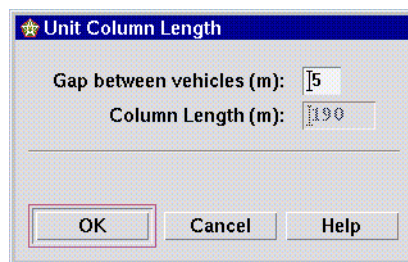 Unit Column Length
Gap between vehicles (m): 5
Column Length (m): 190
OK Cancel Help